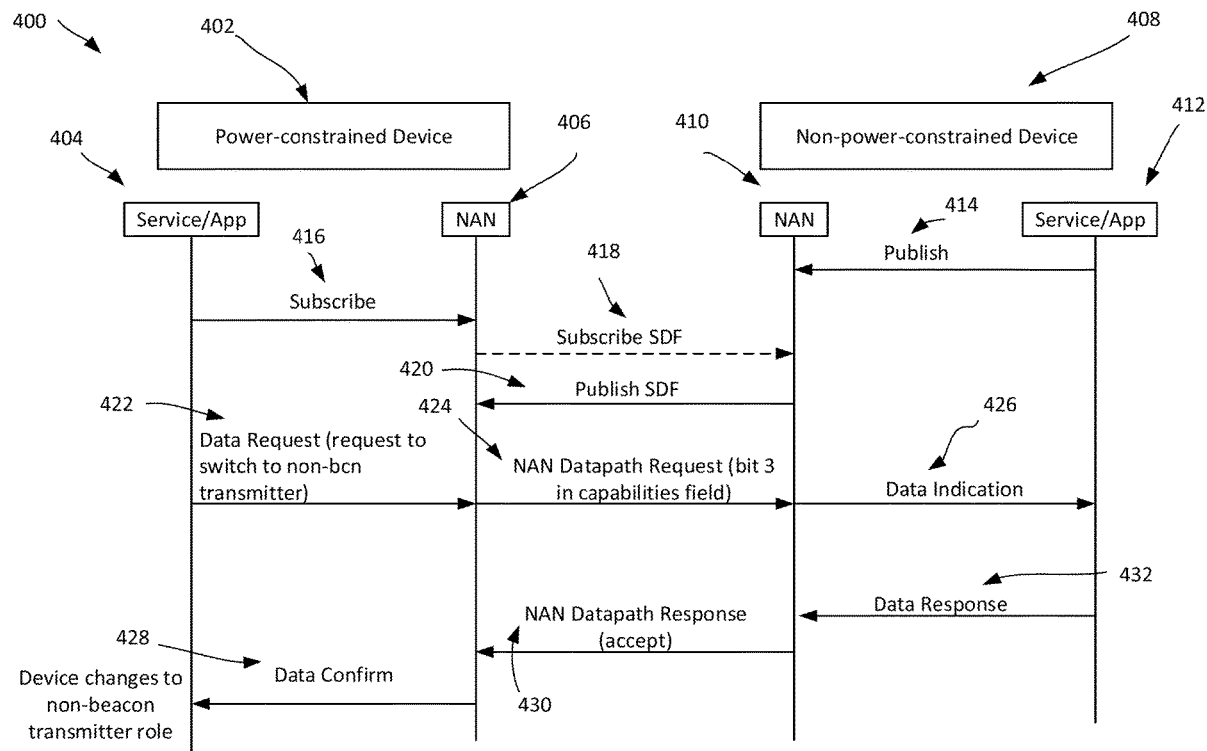 400
402
408
Power-constrained Device
Non-power-constrained Device
404
406
410
412
Service/App
NAN
NAN
Service/App
414
Publish
416
Subscribe
418
Subscribe SDF
420
Publish SDF
422
Data Request (request to
switch to non-bcn
transmitter)
424
NAN Datapath Request (bit 3
in capabilities field)
426
Data Indication
432
Data Response
NAN Datapath Response
(accept)
430
428
Data Confirm
Device changes to
non-beacon
transmitter role